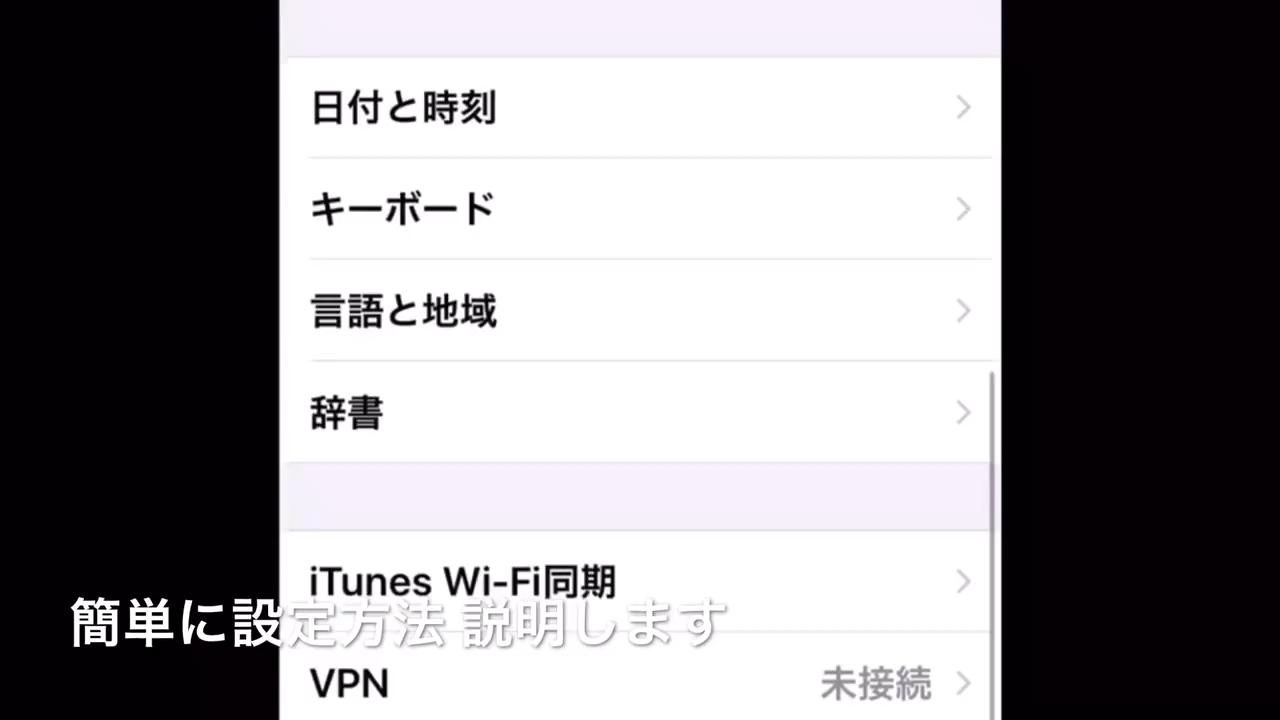 日付と時刻
キーボード
言語と地域
辞書
iTunes Wi-Fi同期
簡単に設定方法 説明します
VPN 未接続